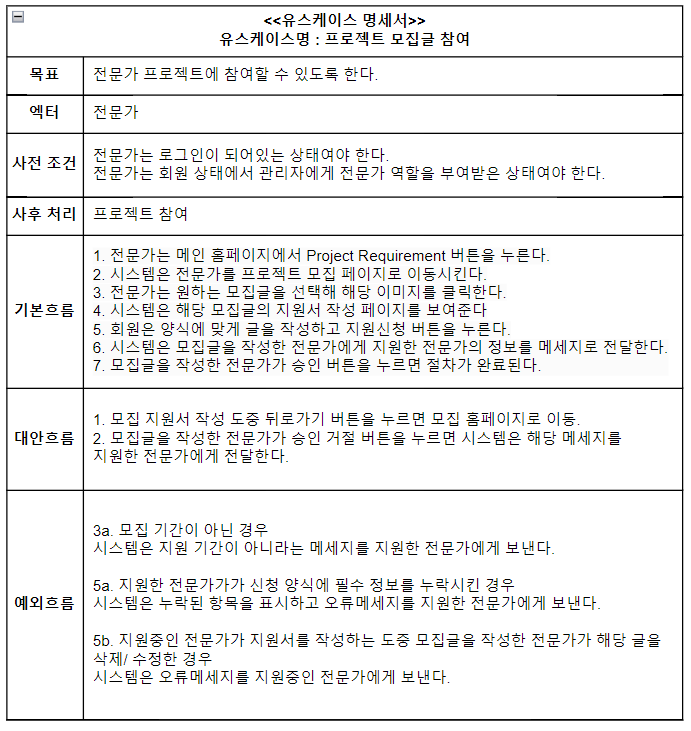 <<유스케이스 명세서>>
유스케이스명 : 프로젝트 모집글 참여
목표
전문가 프로젝트에 참여할 수 있도록 한다.
엑터
전문가
사전 조건
전문가는 로그인이 되어있는 상태여야 한다.
전문가는 회원 상태에서 관리자에게 전문가 역할을 부여받은 상태여야 한다.
사후 처리
프로젝트 참여
기본흐름
1. 전문가는 메인 홈페이지에서 Project Requirement 버튼을 누른다.
2. 시스템은 전문가를 프로젝트 모집 페이지로 이동시킨다.
3. 전문가는 원하는 모집글을 선택해 해당 이미지를 클릭한다.
4. 시스템은 해당 모집글의 지원서 작성 페이지를 보여준다
5. 회원은 양식에 맞게 글을 작성하고 지원신청 버튼을 누른다.
6. 시스템은 모집글을 작성한 전문가에게 지원한 전문가의 정보를 메세지로 전달한다.
7. 모집글을 작성한 전문가가 승인 버튼을 누르면 절차가 완료된다.
대안흐름
1. 모집 지원서 작성 도중 뒤로가기 버튼을 누르면 모집 홈페이지로 이동.
2. 모집글을 작성한 전문가가 승인 거절 버튼을 누르면 시스템은 해당 메세지를
지원한 전문가에게 전달한다.
예외흐름
3a. 모집 기간이 아닌 경우
시스템은 지원 기간이 아니라는 메세지를 지원한 전문가에게 보낸다.
5a. 지원한 전문가가가 신청 양식에 필수 정보를 누락시킨 경우
시스템은 누락된 항목을 표시하고 오류메세지를 지원한 전문가에게 보낸다.
5b. 지원중인 전문가가 지원서를 작성하는 도중 모집글을 작성한 전문가가 해당 글을
삭제/ 수정한 경우
시스템은 오류메세지를 지원중인 전문가에게 보낸다.